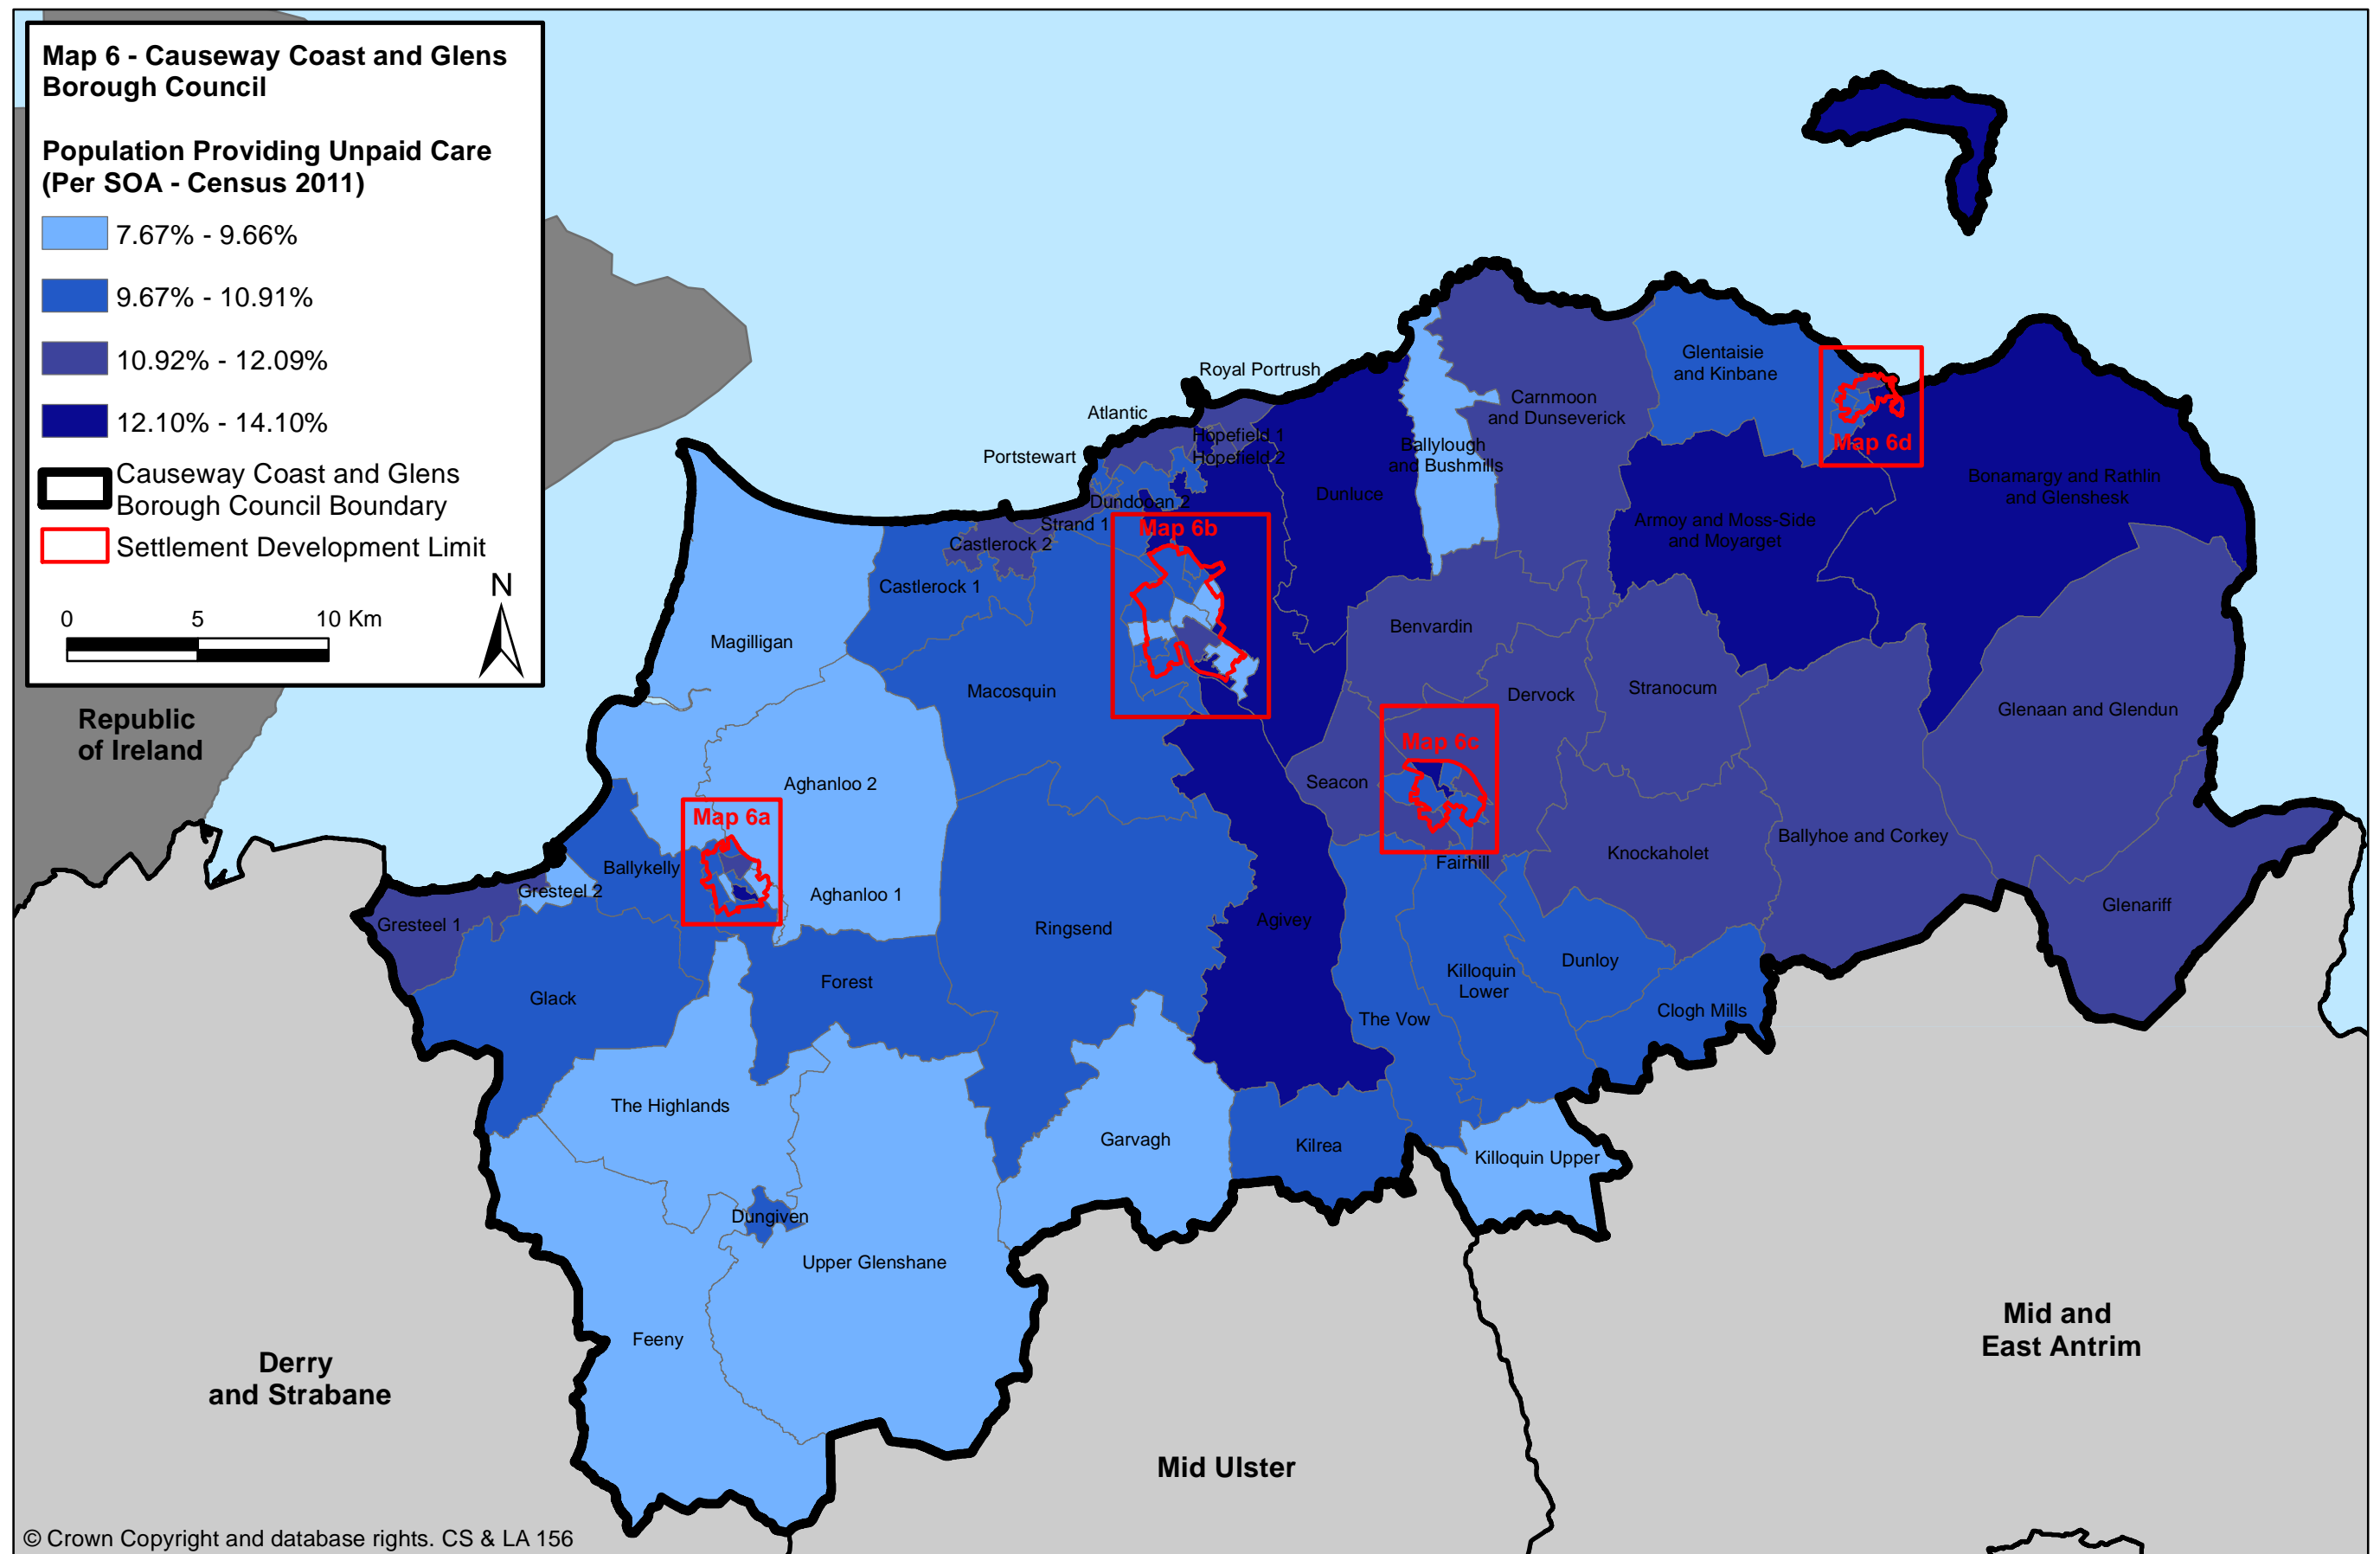 Map 6 - Causeway Coast and Glens
Borough Council
Population Providing Unpaid Care
(Per SOA - Census 2011)
7.67% - 9.66%
9.67% - 10.91%
10.92% - 12.09%
12.10% - 14.10%
Causeway Coast and Glens
Borough Council Boundary
Settlement Development Limit
N
0 5 10 Km
Republic
of Ireland
Royal Portrush
Atlantic
Portstewart
Hopefield 1
Hopefield 2
Dundooan 2
Strand 1
Castlerock 2
Castlerock 1
Map 6b
Dunluce
Ballylough
and Bushmills
Carnmoon
and Dunseverick
Glentaisie
and Kinbane
Map 6d
Bonamargy and Rathlin
and Glenshesk
Armoy and Moss-Side
and Moyarget
Magilligan
Macosquin
Benvardin
Dervock
Stranocum
Glenaan and Glendun
Aghanloo 2
Map 6c
Seacon
Map 6a
Ballykelly
Aghanloo 1
Fairhill
Knockaholet
Ballyhoe and Corkey
Gresteel 2
Gresteel 1
Glenariff
Ringsend
Agivey
Glack
Forest
Killoquin
Lower
Dunloy
The Vow
Clogh Mills
The Highlands
Garvagh
Kilrea
Killoquin Upper
Dungiven
Upper Glenshane
Feeny
Derry
and Strabane
Mid Ulster
Mid and
East Antrim
© Crown Copyright and database rights. CS & LA 156